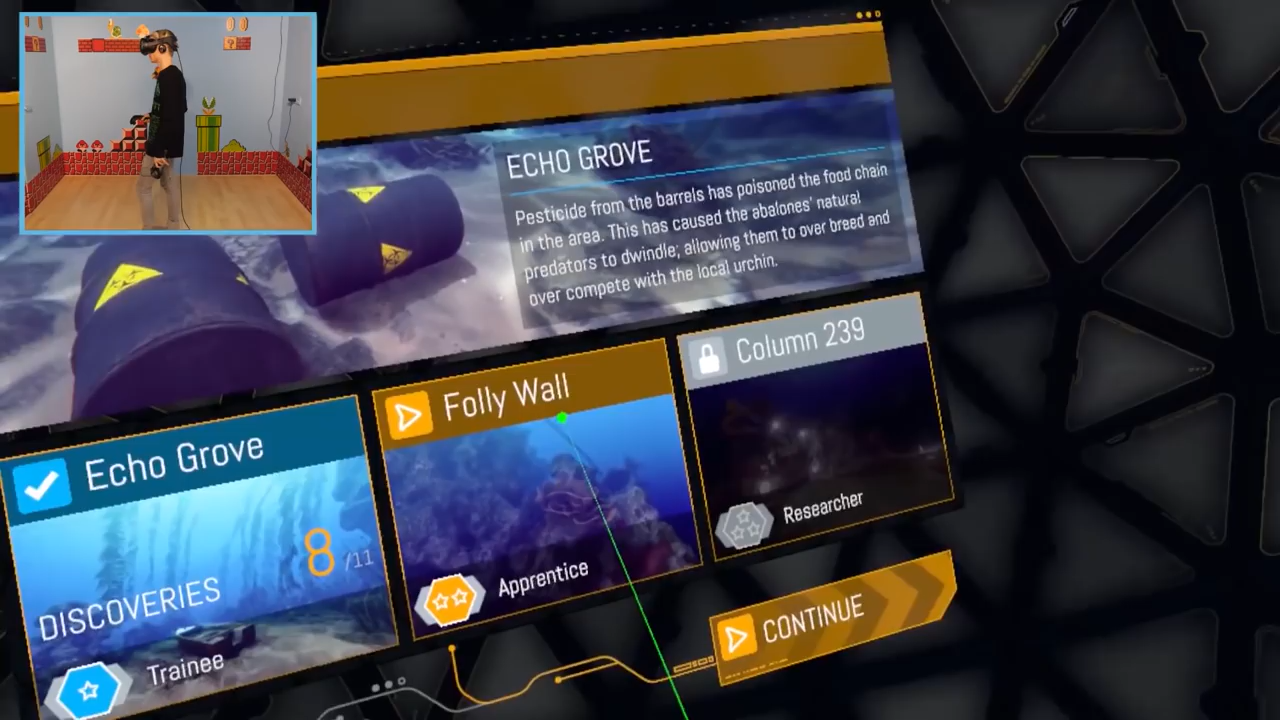 ECHO GROVE
Pesticide from the barrels has poisoned the food chain
in the area. This has caused the abalones' natural
predators to dwindle; allowing them to over breed and
over compete with the local urchin.
Echo Grove
8/11
DISCOVERIES
Trainee
Folly Wall
Apprentice
Column 239
Researcher
CONTINUE